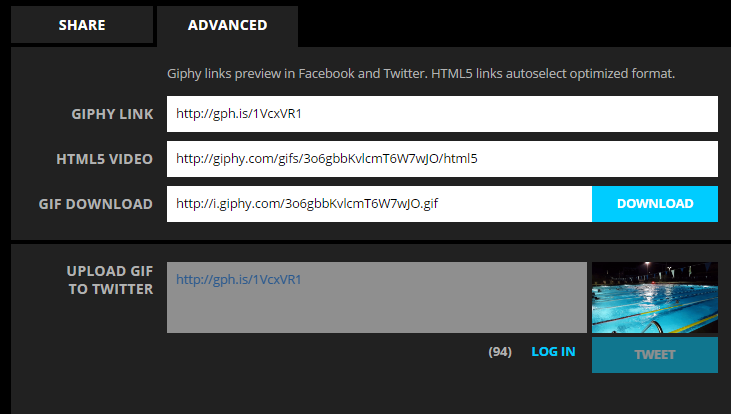 SHARE
ADVANCED
Giphy links preview in Facebook and Twitter. HTML5 links autoselect optimized format.
GIPHY LINK
http://gph.is/1VcxVR1
HTML5 VIDEO
http://giphy.com/gifs/3o6gbbKvlcmT6W7wJO/html5
GIF DOWNLOAD
http://i.giphy.com/3o6gbbKvlcmT6W7wJO.gif
DOWNLOAD
UPLOAD GIF
TO TWITTER
http://gph.is/1VcxVR1
(94)
LOG IN
TWEET